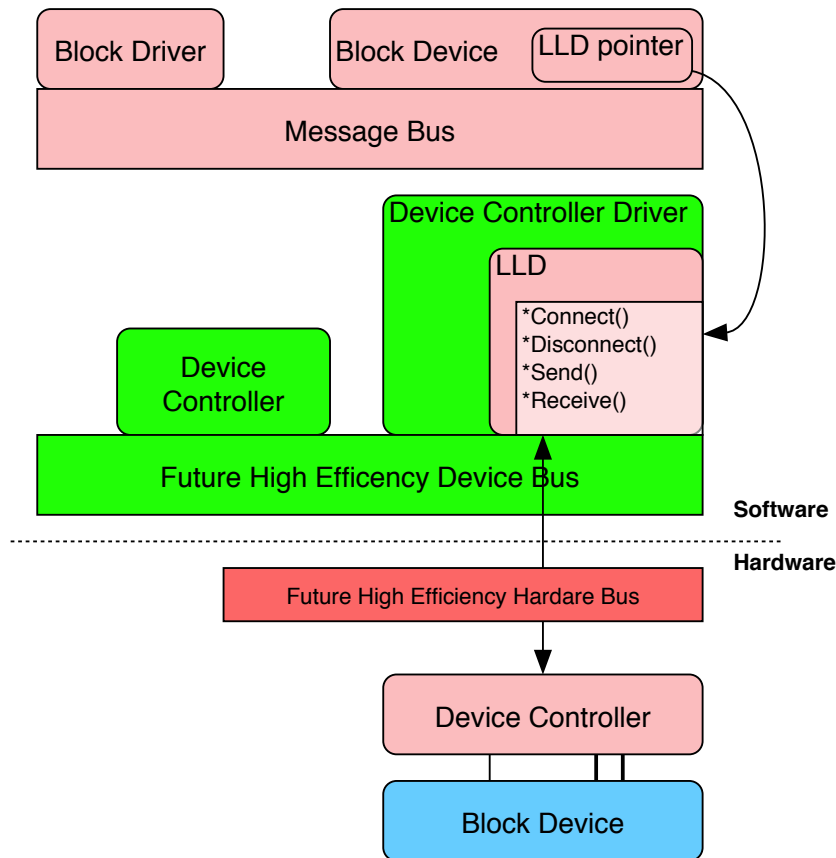 Block Driver
Block Device
LLD pointer
Message Bus
Device Controller Driver
LLD
*Connect()
*Disconnect()
*Send()
*Receive()
Device
Controller
Future High Efficency Device Bus
Software
Hardware
Future High Efficiency Hardare Bus
Device Controller
Block Device